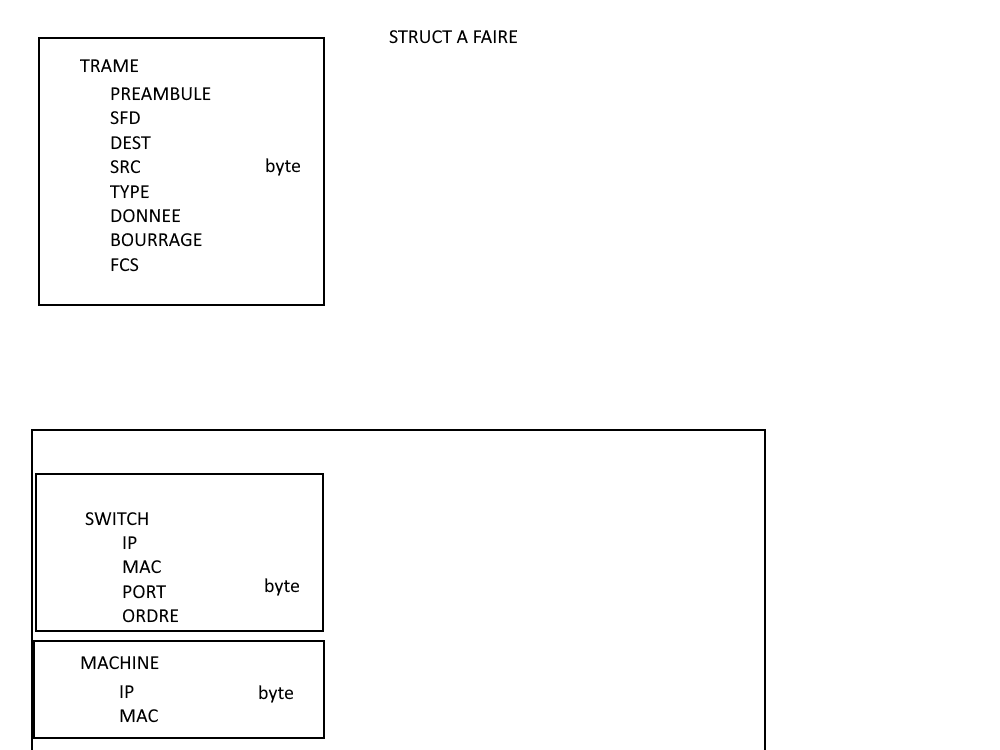 STRUCT A FAIRE
TRAME
PREAMBULE
SFD
DEST
SRC
byte
TYPE
DONNEE
BOURRAGE
FCS
SWITCH
IP
MAC
PORT
byte
ORDRE
MACHINE
IP
byte
MAC